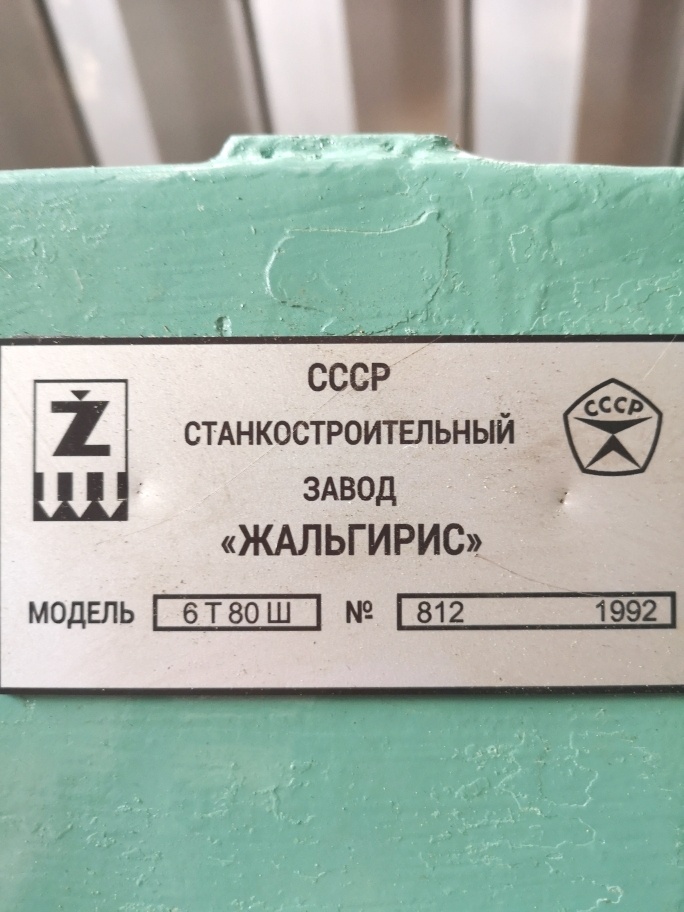 Ž
СССР
СССР
СТАНКОСТРОИТЕЛЬНЫЙ
ЗАВОД
«ЖАЛЬГИРИС»
МОДЕЛЬ 6Т80Ш № 812 1992